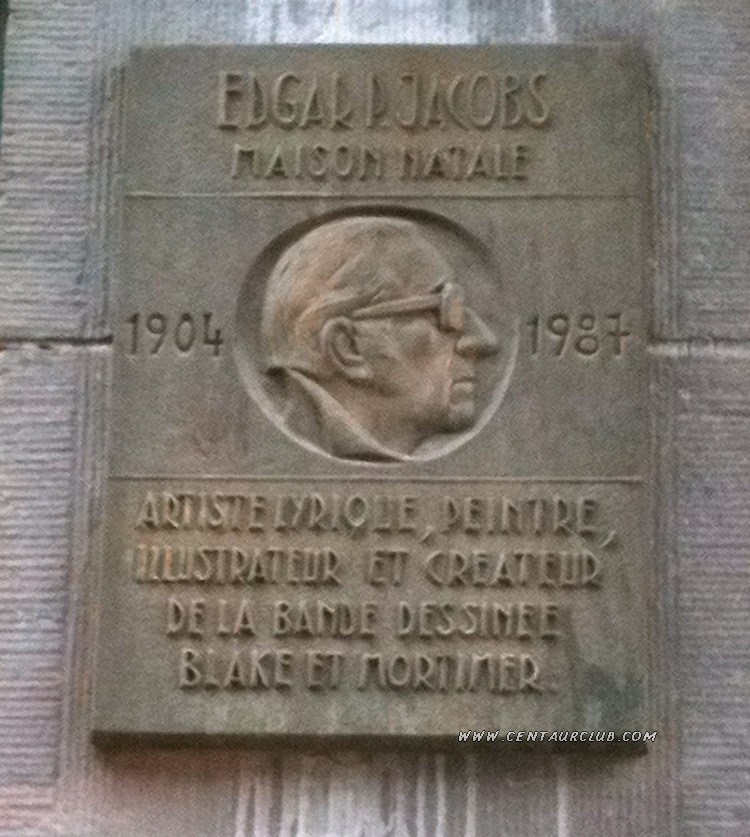 EDGAR P. JACOBS
MAISON NATALE
1904 1987
ARTISTE LYRIQUE, PEINTRE,
ILLUSTRATEUR ET CREATEUR
DE LA BANDE DESSINEE
BLAKE ET MORTIMER.
WWW.CENTAURCLUB.COM